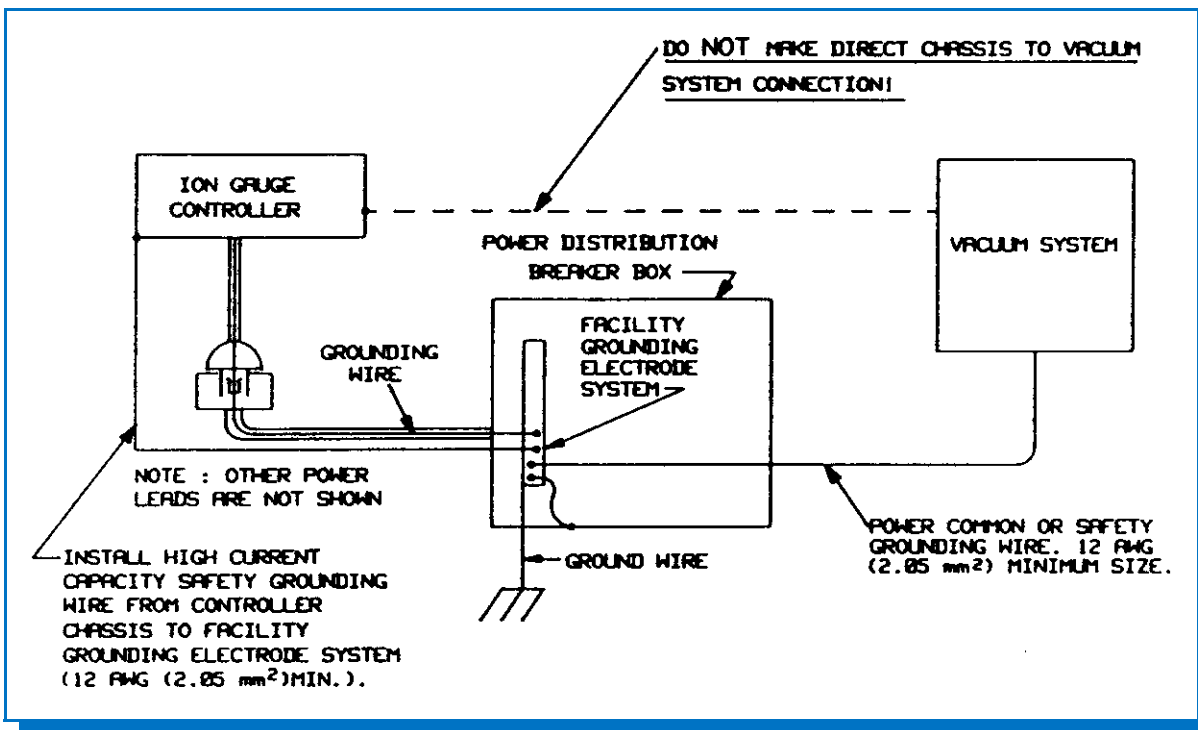 DO NOT MAKE DIRECT CHASSIS TO VACUUM
SYSTEM CONNECTION!
ION GAUGE
CONTROLLER
POWER DISTRIBUTION
BREAKER BOX
VACUUM SYSTEM
FACILITY
GROUNDING
ELECTRODE
SYSTEM
GROUNDING
WIRE
NOTE : OTHER POWER
LEADS ARE NOT SHOWN
POWER COMMON OR SAFETY
GROUNDING WIRE. 12 AWG
(2.05 mm²) MINIMUM SIZE.
GROUND WIRE
INSTALL HIGH CURRENT
CAPACITY SAFETY GROUNDING
WIRE FROM CONTROLLER
CHASSIS TO FACILITY
GROUNDING ELECTRODE SYSTEM
(12 AWG (2.05 mm²)MIN.).